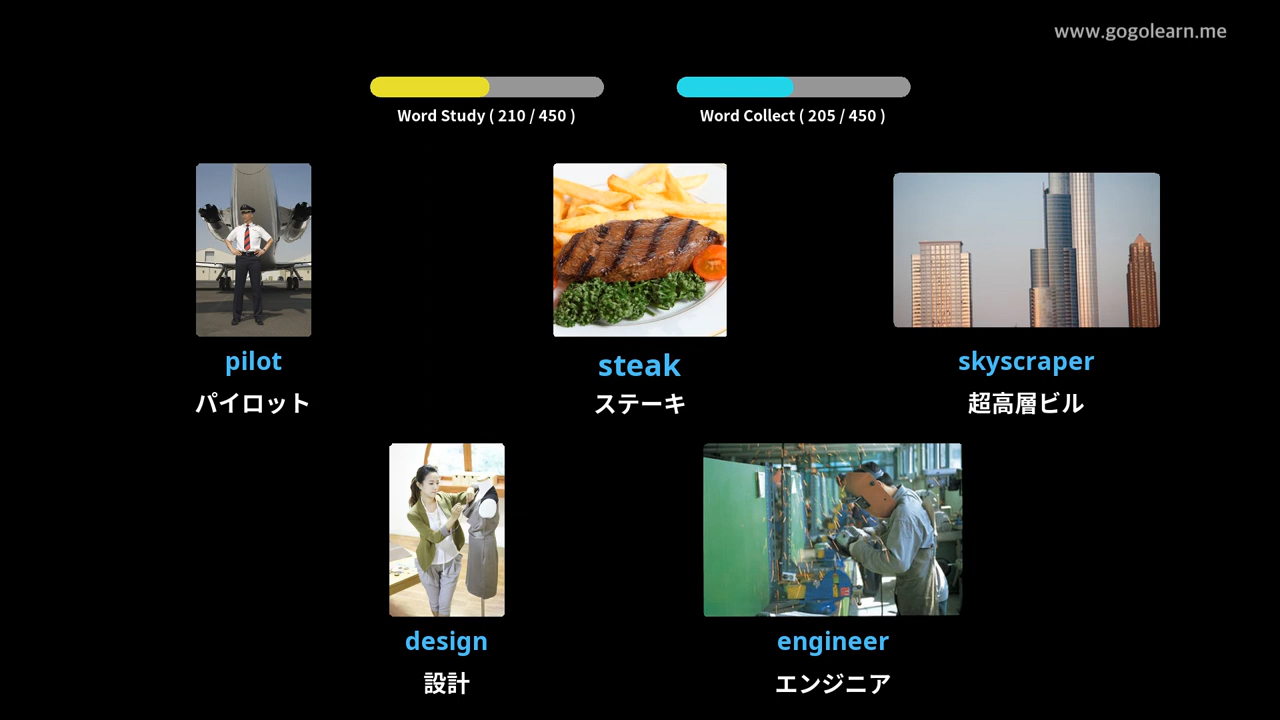 www.gogolearn.me
Word Study ( 210 / 450 )
Word Collect ( 205 / 450 )
pilot
パイロット
steak
ステーキ
skyscraper
超高層ビル
design
設計
engineer
エンジニア